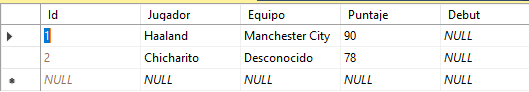 Id Jugador Equipo Puntaje Debut
1 Haaland Manchester City 90 NULL
2 Chicharito Desconocido 78 NULL
NULL NULL NULL NULL NULL